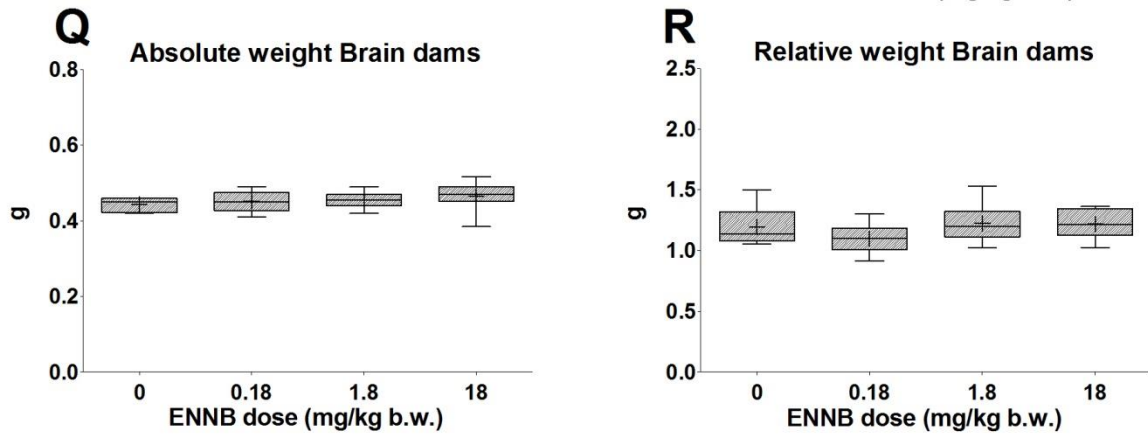 Q
Absolute weight Brain dams
0.8
0.6
0.4
0.2
0.0
g
0 0.18 1.8 18
ENNB dose (mg/kg b.w.)
R
Relative weight Brain dams
2.5
2.0
1.5
1.0
0.5
0.0
g
0 0.18 1.8 18
ENNB dose (mg/kg b.w.)